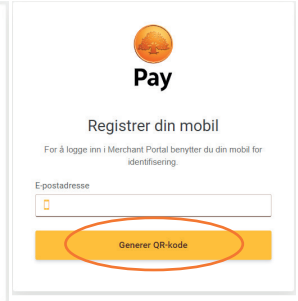 Pay
Registrer din mobil
For å logge inn i Merchant Portal benytter du din mobil for
identifisering.
E-postadresse
Generer QR-kode